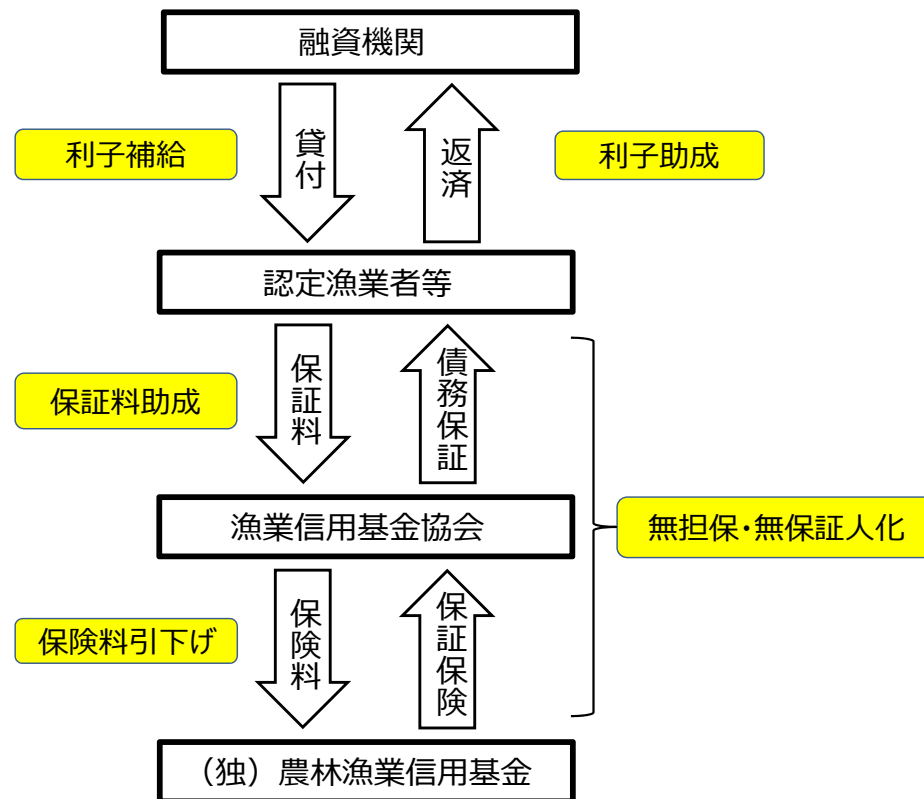 融資機関
利子補給
貸付
返済
利子助成
認定漁業者等
保証料助成
保証料
債務保証
漁業信用基金協会
無担保・無保証人化
保険料引下げ
保険料
保証保険
（独）農林漁業信用基金